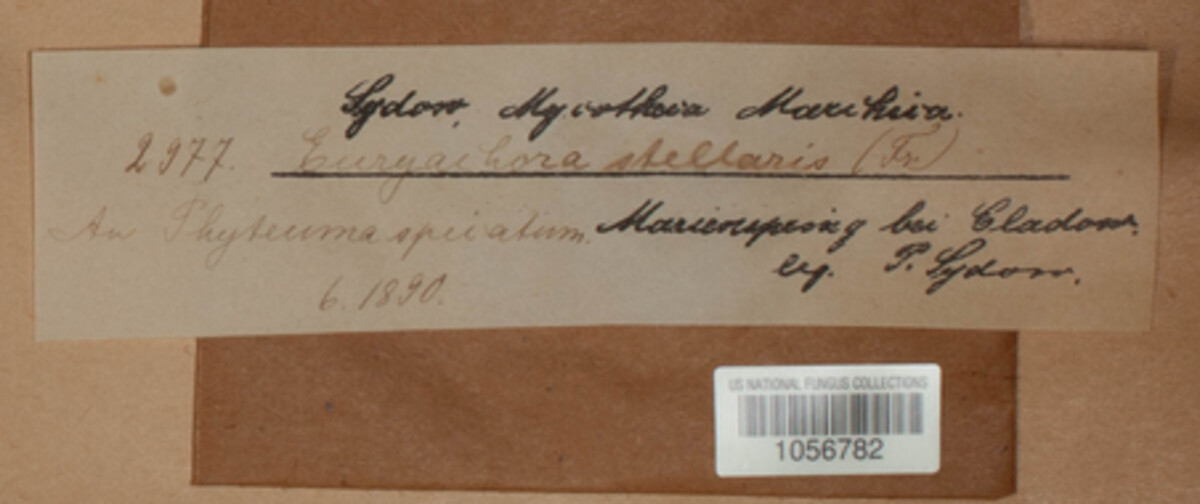 Sydow, Mycotheca Marchica.
2977. Euryachora stellaris (Fr.)
An Phyteuma spicatum. bei Cladow.
6. 1890. leg. P. Sydow.
US NATIONAL FUNGUS COLLECTIONS
1056782